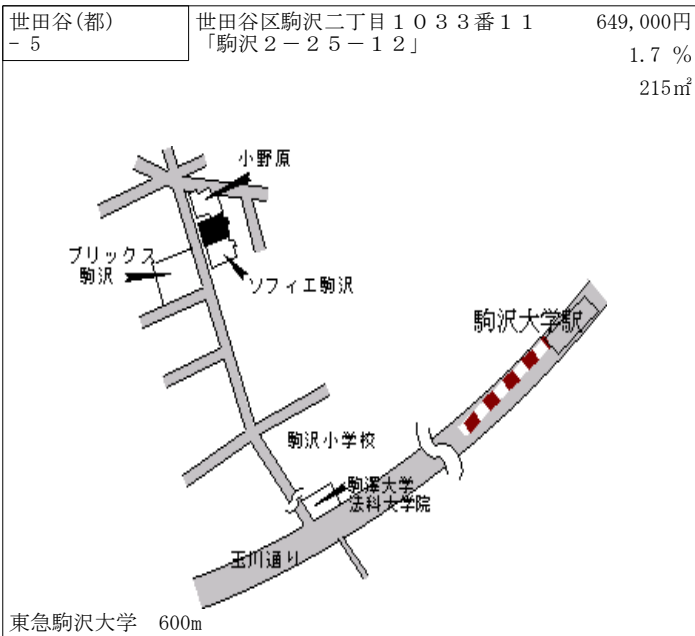 世田谷(都)
- 5
世田谷区駒沢二丁目１０３３番１１
「駒沢２－２５－１２」
649,000円
1.7 %
215㎡
小野原
ブリックス
駒沢
ソフィエ駒沢
駒沢大学駅
駒沢小学校
駒澤大学
法科大学院
玉川通り
東急駒沢大学　600m